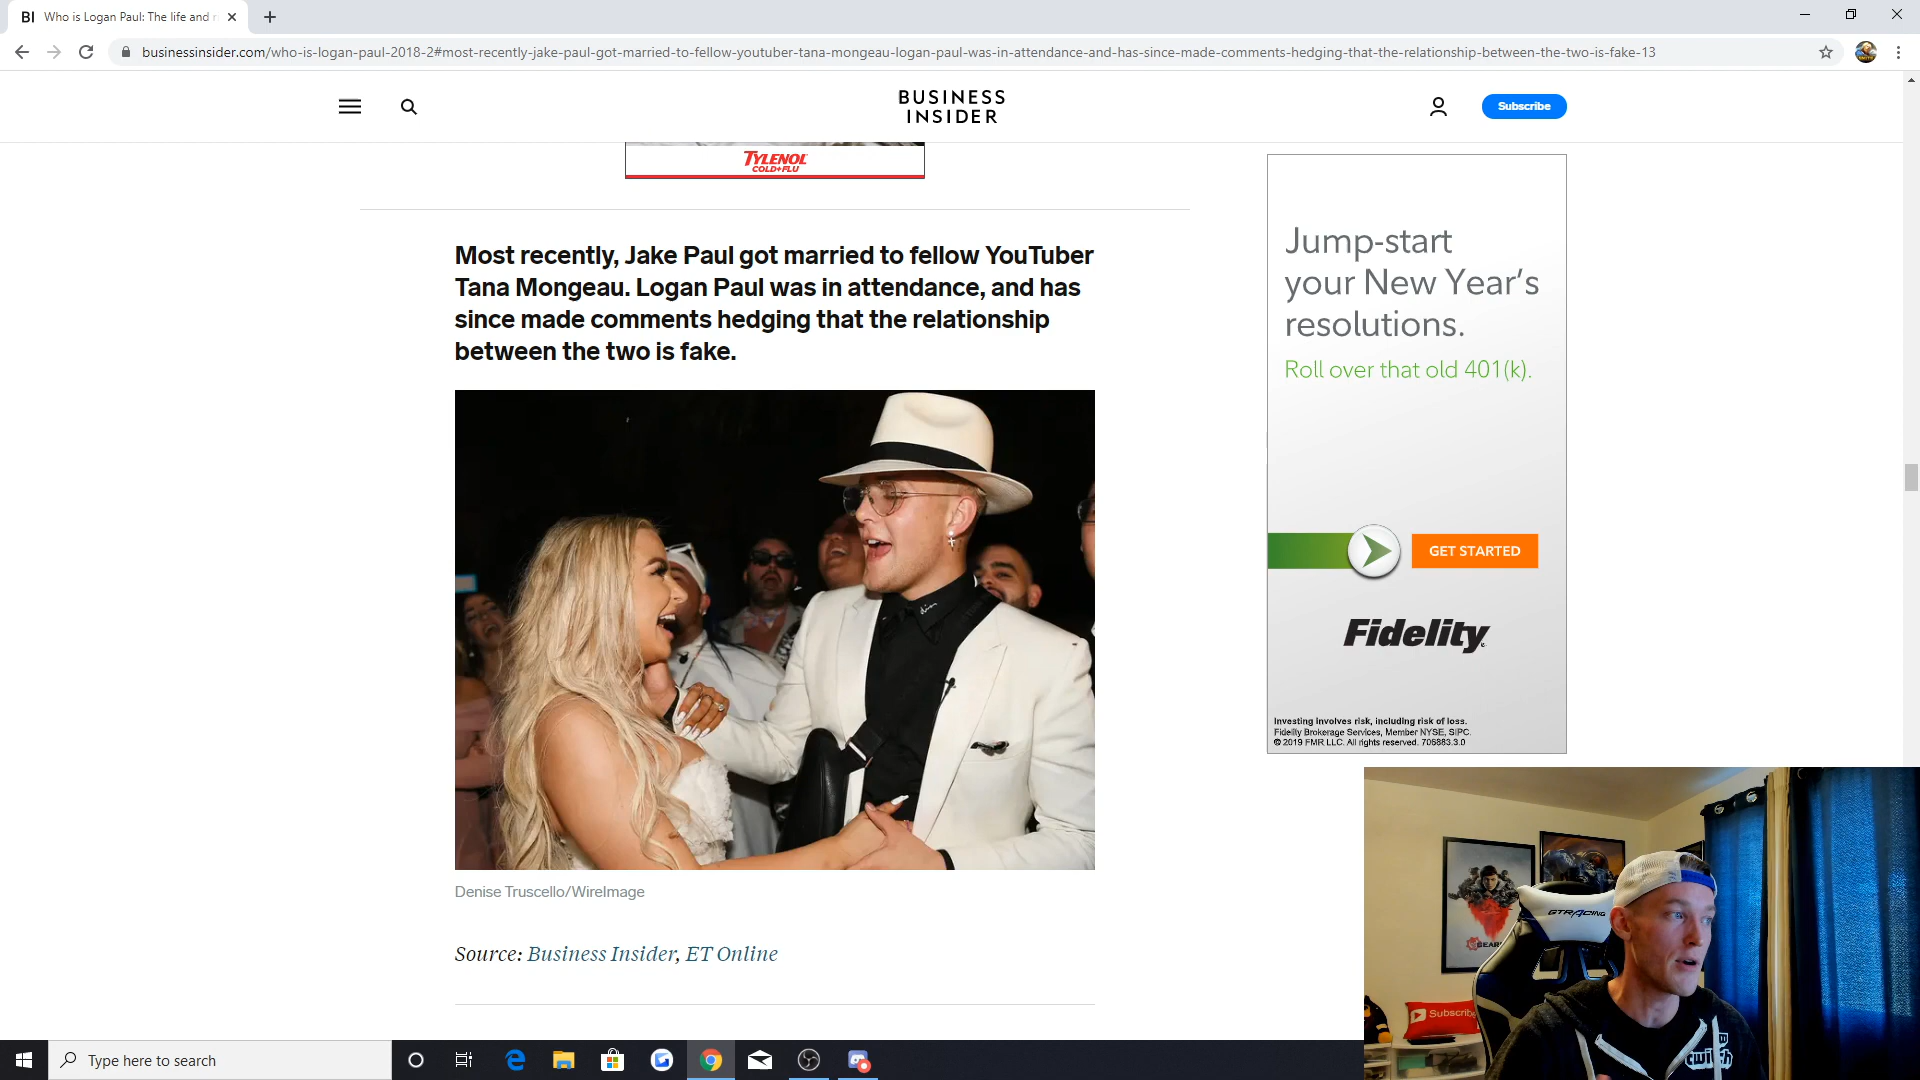 BI Who is Logan Paul: The life and r
businessinsider.com/who-is-logan-paul-2018-2#most-recently-jake-paul-got-married-to-fellow-youtuber-tana-mongeau-logan-paul-was-in-attendance-and-has-since-made-comments-hedging-that-the-relationship-between-the-two-is-fake-13
BUSINESS
INSIDER
Subscribe
TYLENOL
COLD+FLU
Most recently, Jake Paul got married to fellow YouTuber
Tana Mongeau. Logan Paul was in attendance, and has
since made comments hedging that the relationship
between the two is fake.
Denise Truscello/WireImage
Source: Business Insider, ET Online
Jump-start
your New Year's
resolutions.
Roll over that old 401(k).
GET STARTED
Fidelity
Investing involves risk, including risk of loss.
Fidelity Brokerage Services, Member NYSE, SIPC.
© 2019 FMR LLC. All rights reserved. 706883.3.0
GTRACING
GEARS
Subscribe
twitch
Type here to search